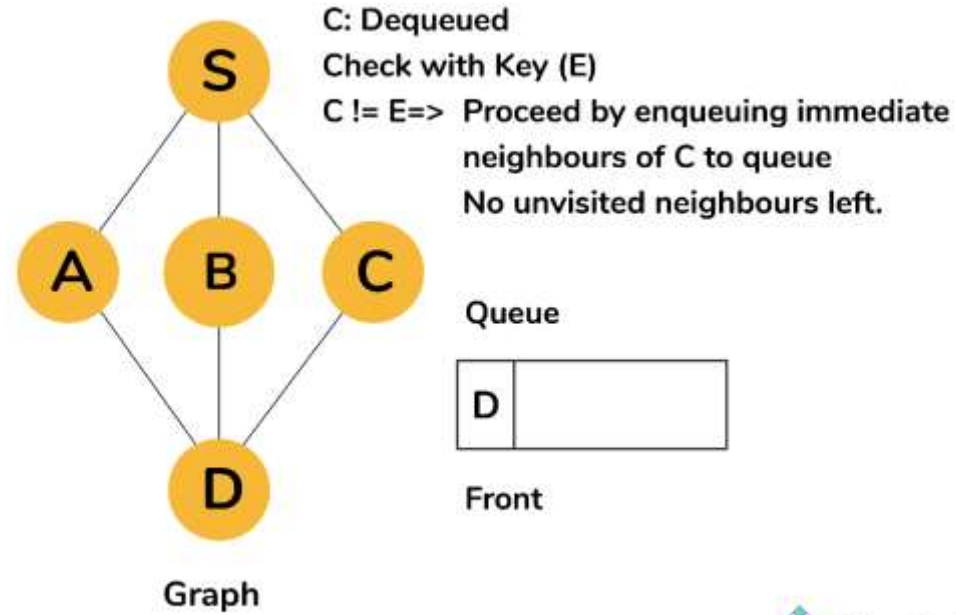 S
C: Dequeued
Check with Key (E)
C != E=> Proceed by enqueuing immediate
neighbours of C to queue
No unvisited neighbours left.
A
B
C
Queue
D
Front
D
Graph